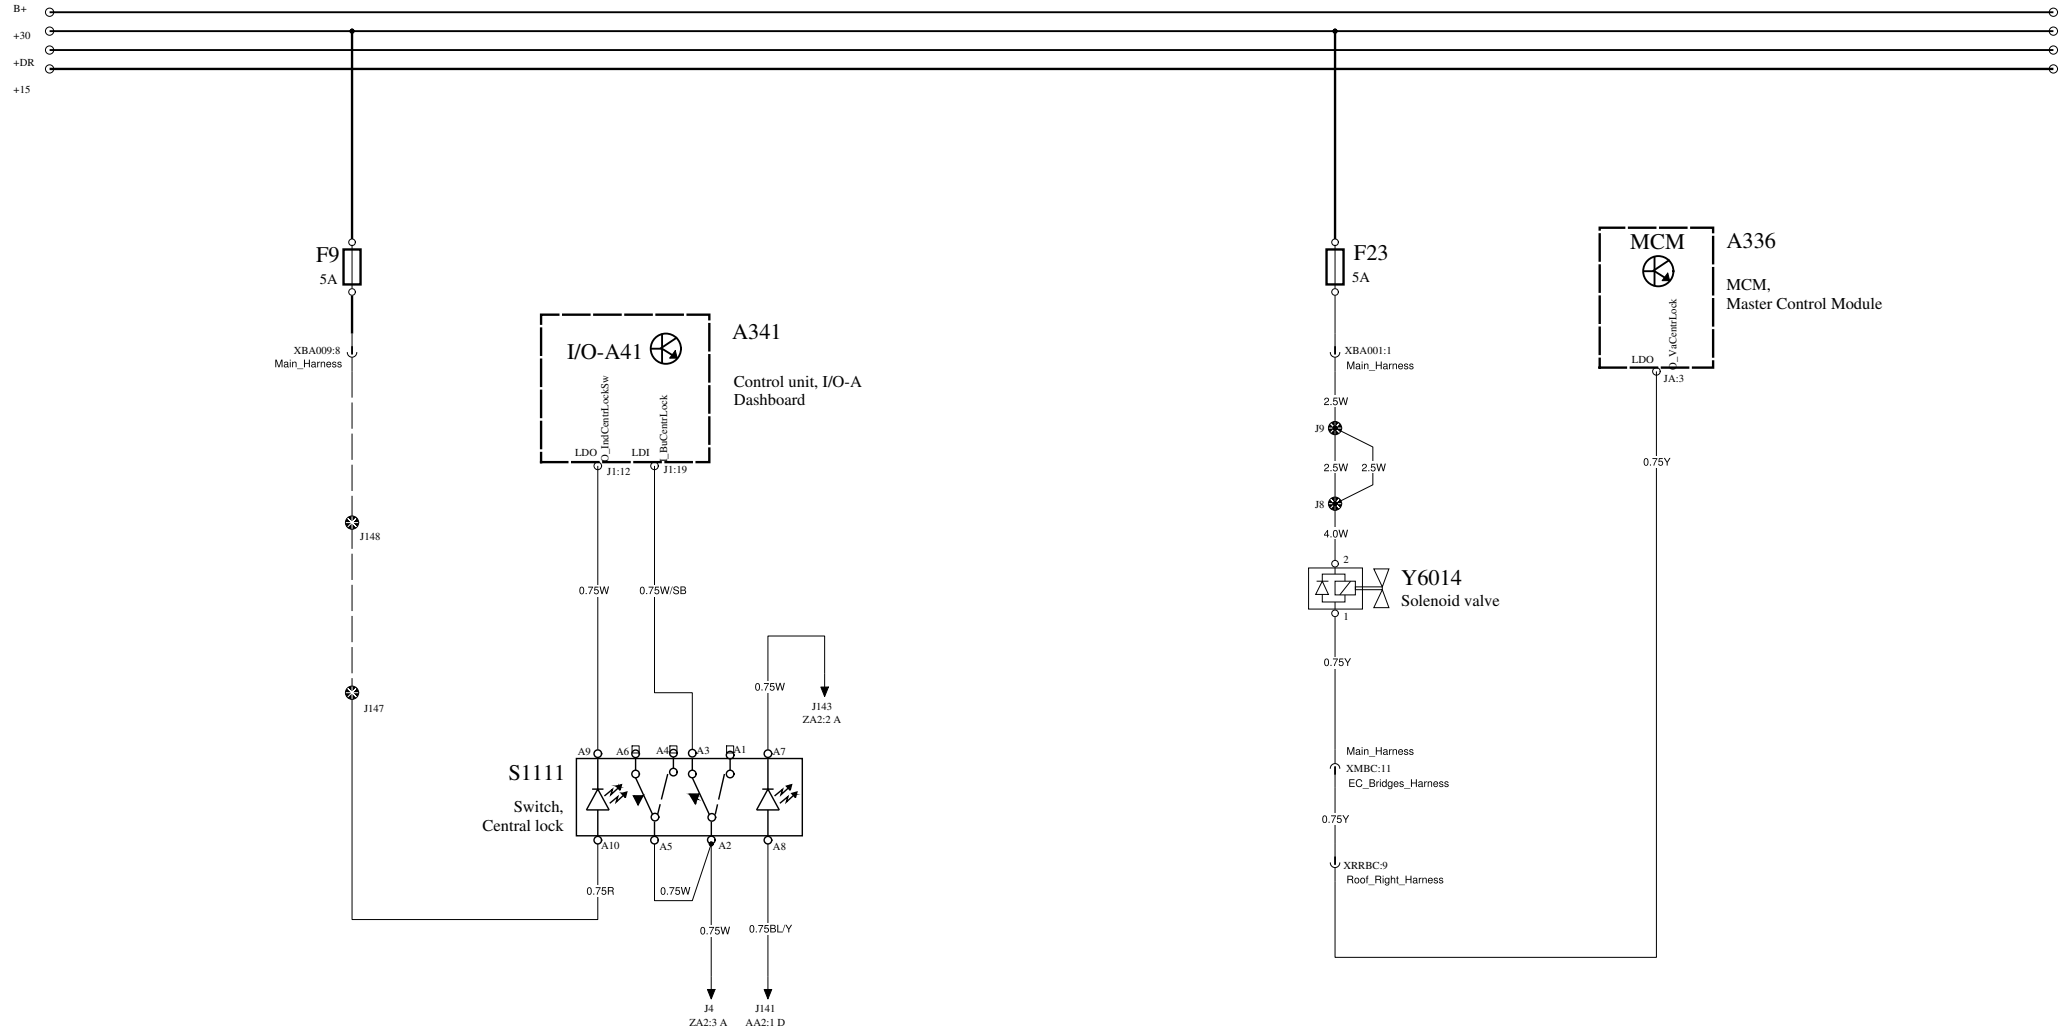 B+
+30
+DR
+15
F9
5A
XBA009:8
Main_Harness
J148
J147
I/O-A41
A341
Control unit, I/O-A
Dashboard
O_IndCentrLockSw
I_BuCentrLock
LDO
LDI
J1:12
J1:19
0.75W
0.75W/SB
0.75W
J143
ZA2:2 A
A9
A6
A4
A3
A1
A7
S1111
Switch,
Central lock
A10
A5
A2
A8
0.75R
0.75W
0.75W
0.75BL/Y
J4
ZA2:3 A
J141
AA2:1 D
F23
5A
XBA001:1
Main_Harness
2.5W
J9
2.5W
2.5W
J8
4.0W
2
Y6014
Solenoid valve
1
0.75Y
Main_Harness
XMBC:11
EC_Bridges_Harness
0.75Y
XRRBC:9
Roof_Right_Harness
MCM
A336
MCM,
Master Control Module
O_VaCentrLock
LDO
JA:3
0.75Y